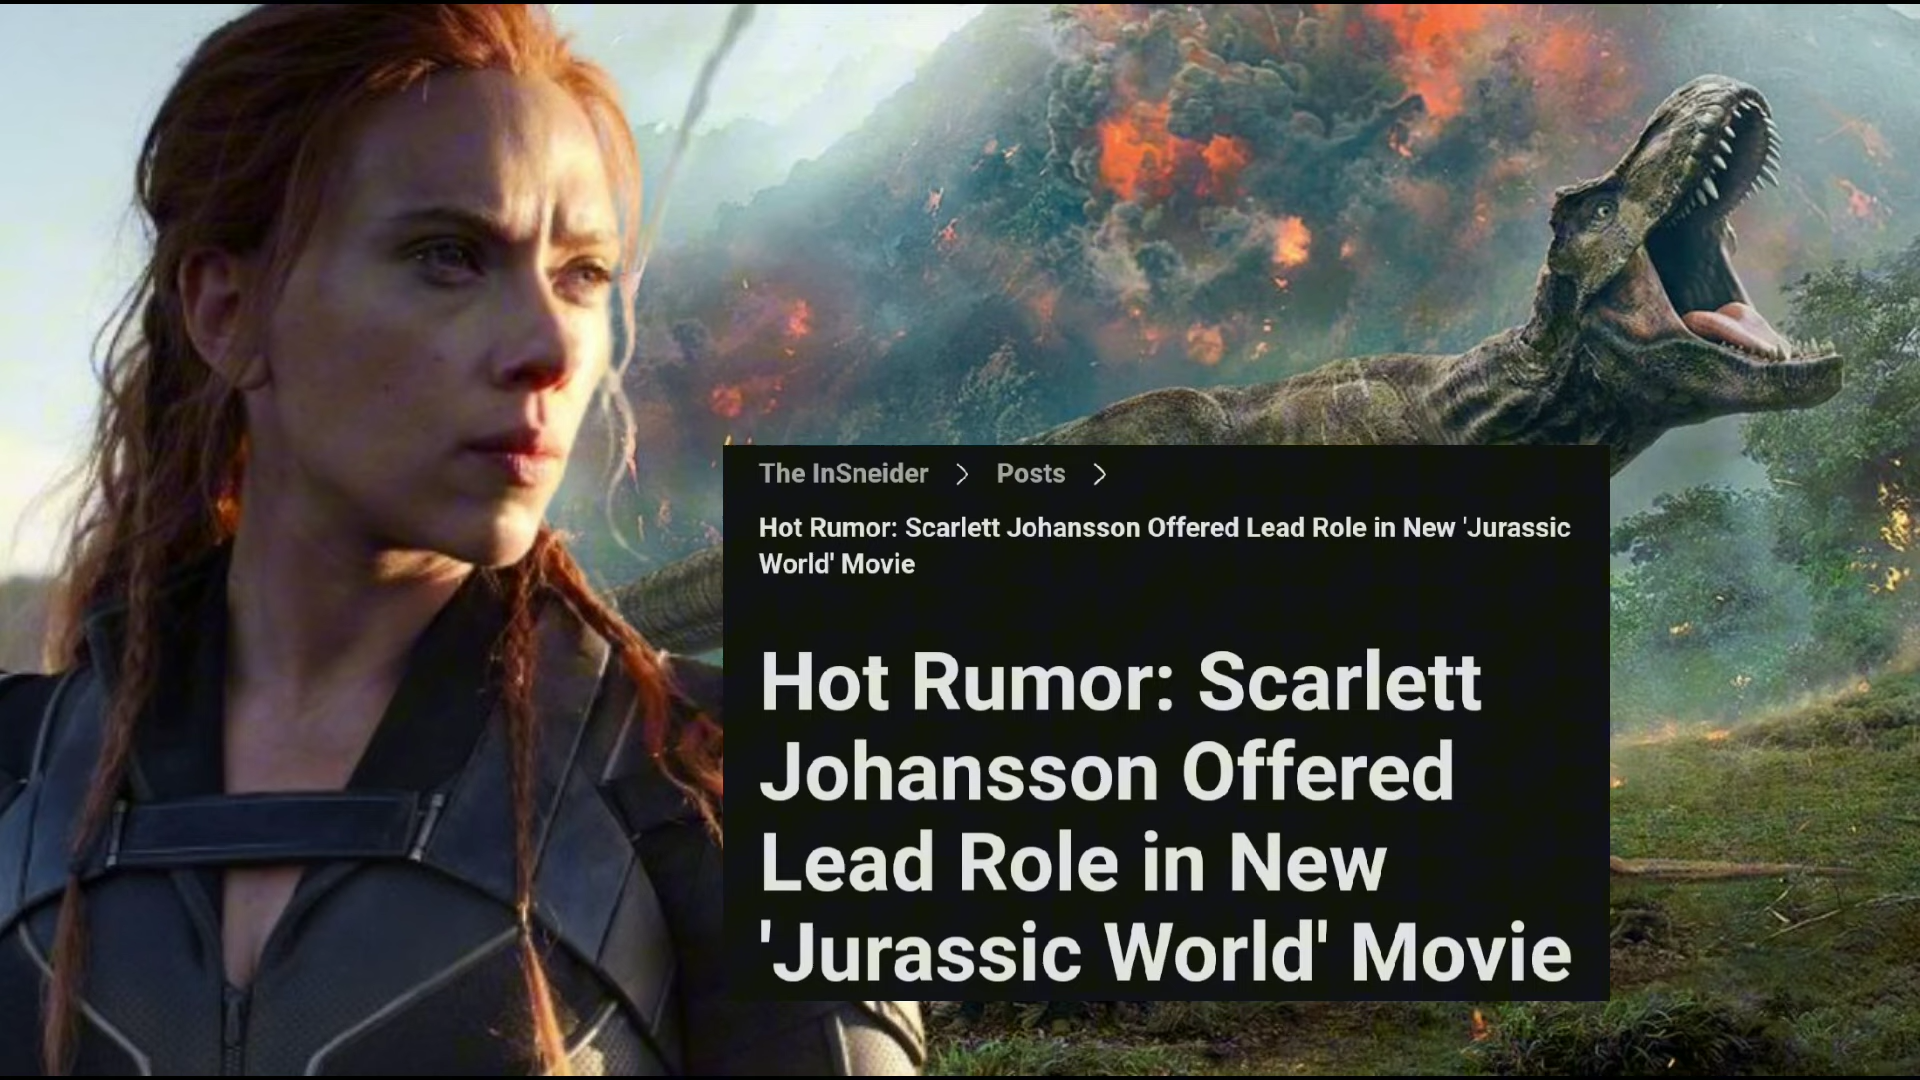 The InSneider > Posts >
Hot Rumor: Scarlett Johansson Offered Lead Role in New 'Jurassic
World' Movie
Hot Rumor: Scarlett
Johansson Offered
Lead Role in New
'Jurassic World' Movie